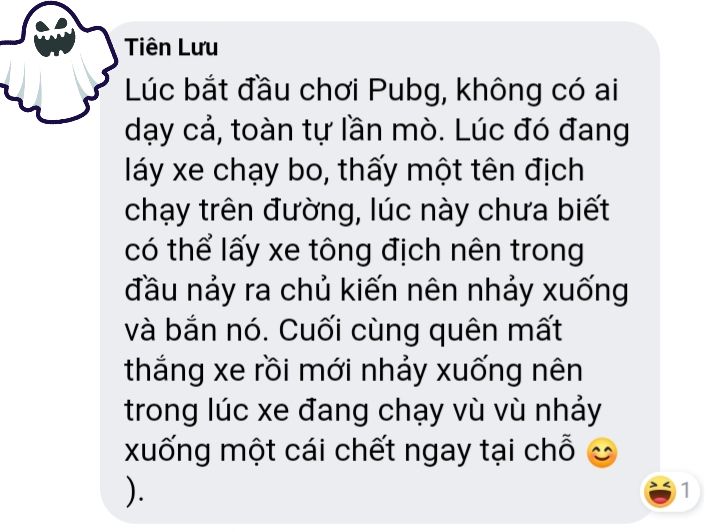 Tiên Lưu
Lúc bắt đầu chơi Pubg, không có ai
dạy cả, toàn tự lần mò. Lúc đó đang
láy xe chạy bo, thấy một tên địch
chạy trên đường, lúc này chưa biết
có thể lấy xe tông địch nên trong
đầu nảy ra chủ kiến nên nhảy xuống
và bắn nó. Cuối cùng quên mất
thắng xe rồi mới nhảy xuống nên
trong lúc xe đang chạy vù vù nhảy
xuống một cái chết ngay tại chỗ 😊
).
1